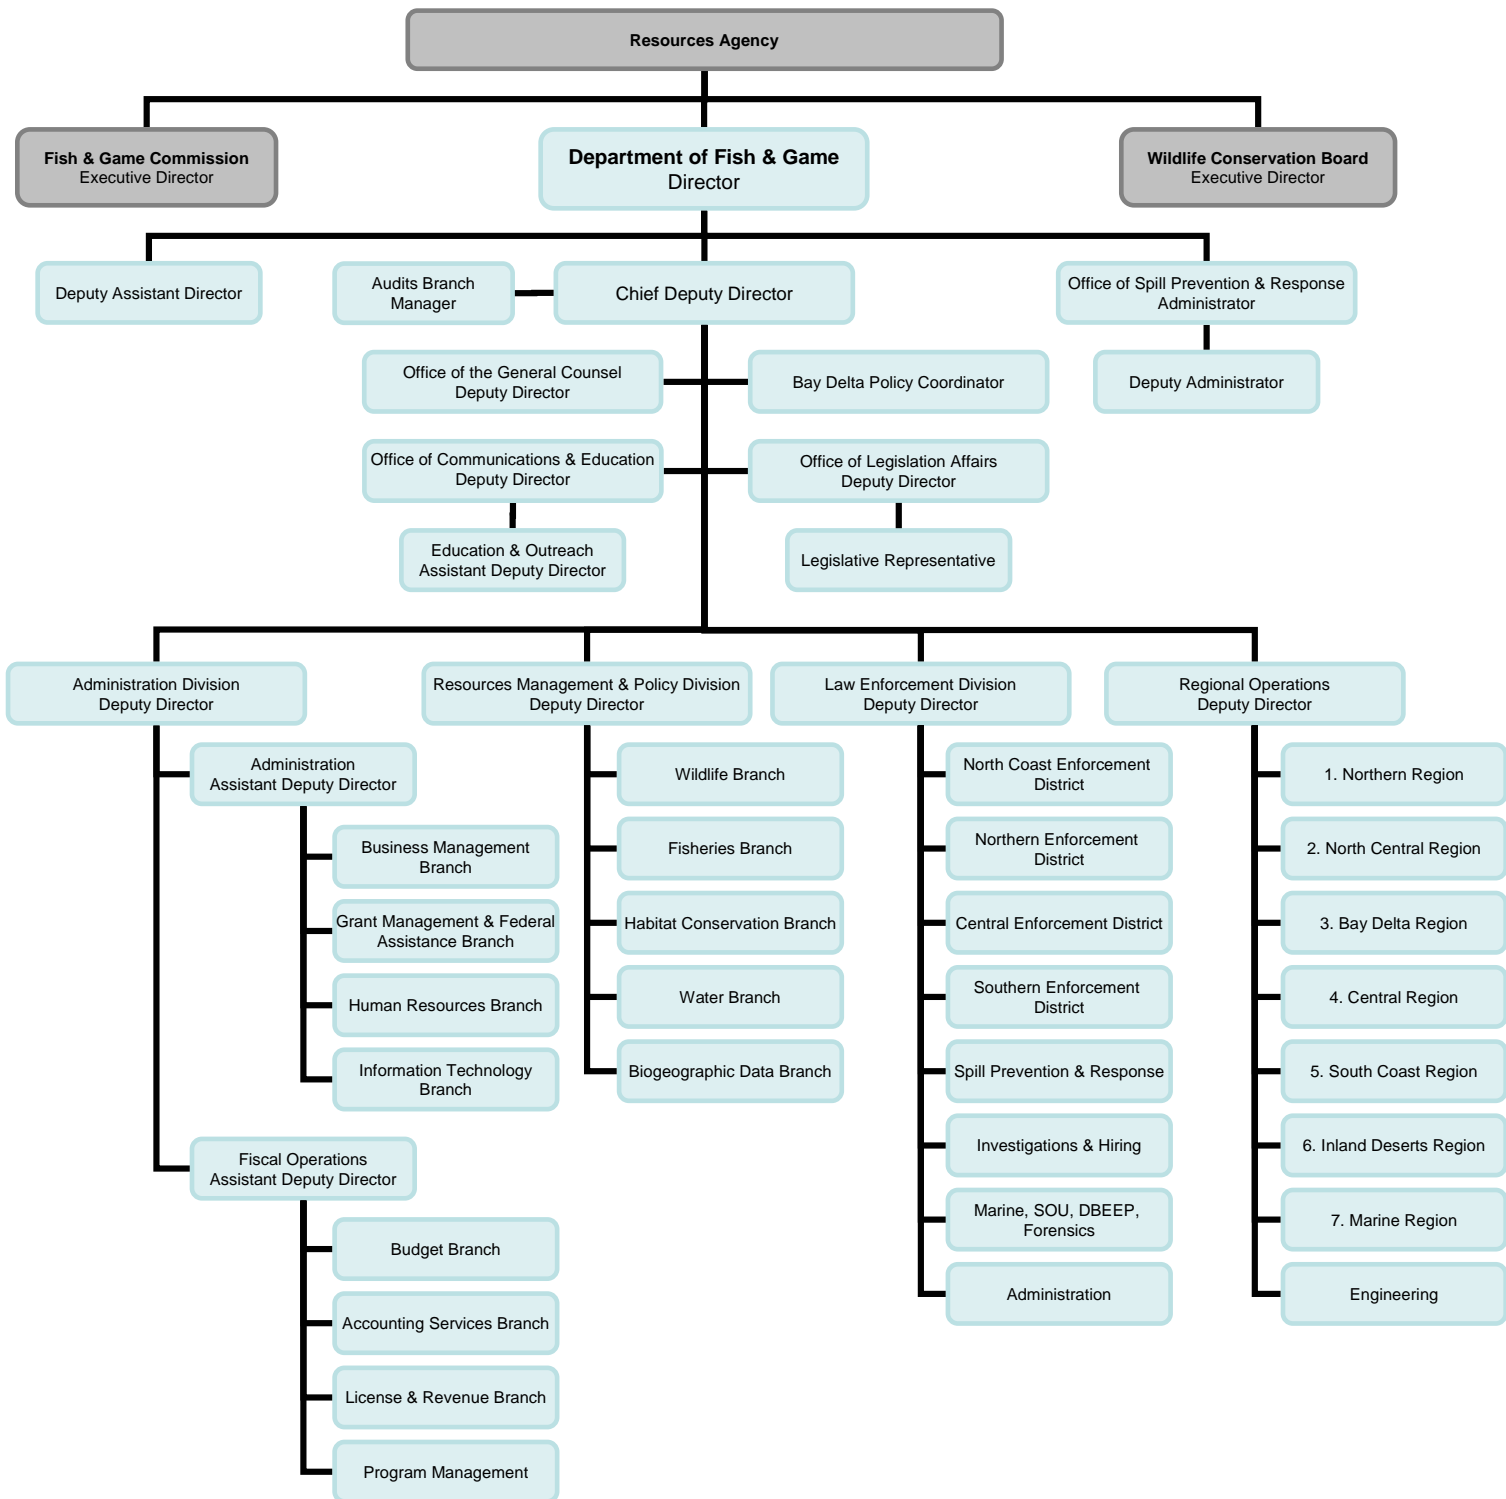 Resources Agency
Fish & Game Commission
Executive Director
Department of Fish & Game
Director
Wildlife Conservation Board
Executive Director
Deputy Assistant Director
Audits Branch
Manager
Chief Deputy Director
Office of Spill Prevention & Response
Administrator
Office of the General Counsel
Deputy Director
Bay Delta Policy Coordinator
Deputy Administrator
Office of Communications & Education
Deputy Director
Office of Legislation Affairs
Deputy Director
Education & Outreach
Assistant Deputy Director
Legislative Representative
Administration Division
Deputy Director
Resources Management & Policy Division
Deputy Director
Law Enforcement Division
Deputy Director
Regional Operations
Deputy Director
Administration
Assistant Deputy Director
Business Management
Branch
Grant Management & Federal
Assistance Branch
Human Resources Branch
Information Technology
Branch
Fiscal Operations
Assistant Deputy Director
Budget Branch
Accounting Services Branch
License & Revenue Branch
Program Management
Wildlife Branch
Fisheries Branch
Habitat Conservation Branch
Water Branch
Biogeographic Data Branch
North Coast Enforcement
District
Northern Enforcement
District
Central Enforcement District
Southern Enforcement
District
Spill Prevention & Response
Investigations & Hiring
Marine, SOU, DBEEP,
Forensics
Administration
1. Northern Region
2. North Central Region
3. Bay Delta Region
4. Central Region
5. South Coast Region
6. Inland Deserts Region
7. Marine Region
Engineering